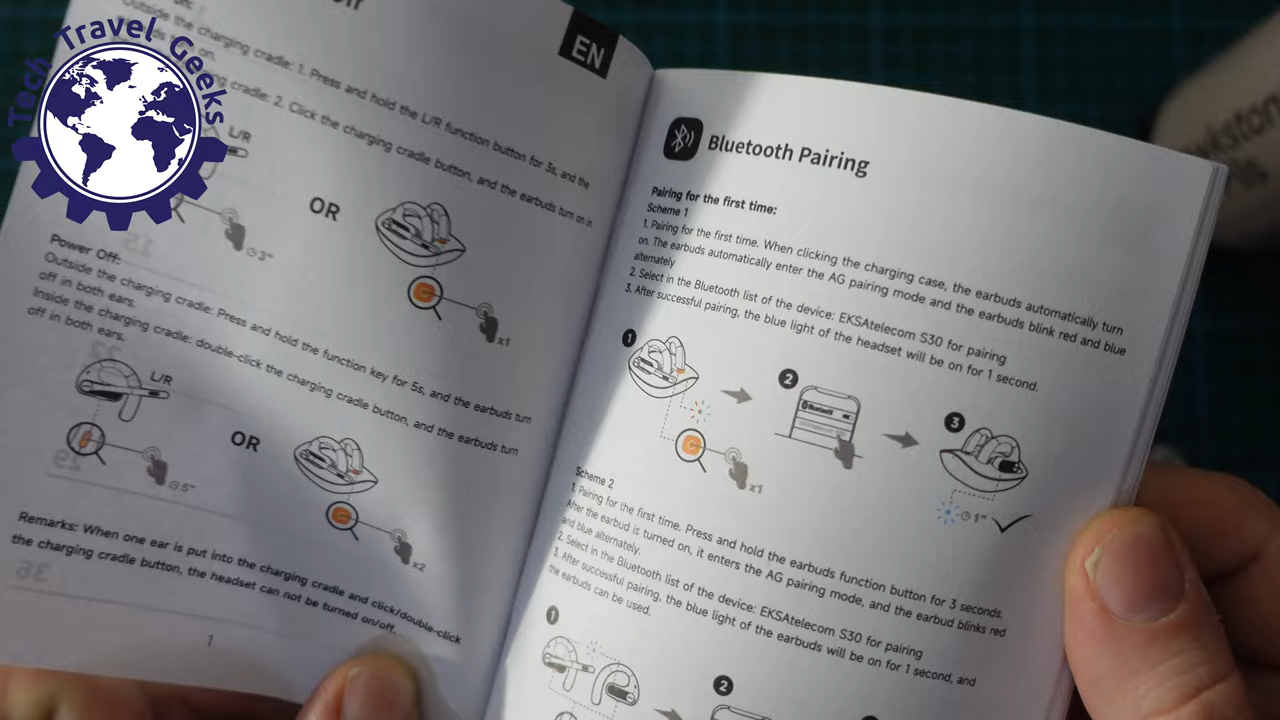 Tech Travel Geeks
EN
Outside the charging cradle: 1. Press and hold the L/R function button for 3s, and the
on.
cradle: 2. Click the charging cradle button, and the earbuds turn on in
L/R
OR
3"
x1
Power Off:
Outside the charging cradle: Press and hold the function key for 5s, and the earbuds turn
off in both ears.
Inside the charging cradle: double-click the charging cradle button, and the earbuds turn
off in both ears.
L/R
OR
5"
x2
Remarks: When one ear is put into the charging cradle and click/double-click
the charging cradle button, the headset can not be turned on/off.
1
Bluetooth Pairing
Pairing for the first time:
Scheme 1
1. Pairing for the first time. When clicking the charging case, the earbuds automatically turn
on. The earbuds automatically enter the AG pairing mode and the earbuds blink red and blue
alternately
2. Select in the Bluetooth list of the device: EKSAtelecom S30 for pairing
3. After successful pairing, the blue light of the headset will be on for 1 second.
1
2
Bluetooth
3
x1
1"
Scheme 2
1. Pairing for the first time. Press and hold the earbuds function button for 3 seconds.
After the earbud is turned on, it enters the AG pairing mode, and the earbud blinks red
and blue alternately.
2. Select in the Bluetooth list of the device: EKSAtelecom S30 for pairing
3. After successful pairing, the blue light of the earbuds will be on for 1 second, and
the earbuds can be used.
1
2